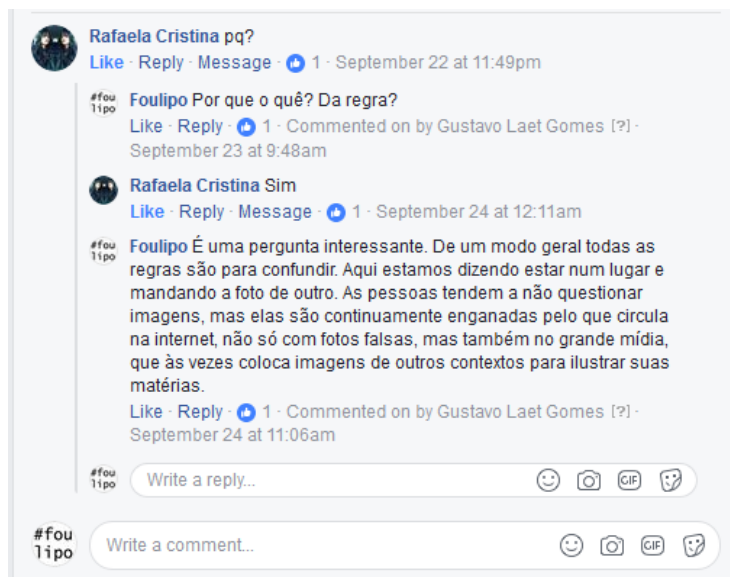 Rafaela Cristina pq?
Like · Reply · Message · 1 · September 22 at 11:49pm
#fou
lipo
Foulipo Por que o quê? Da regra?
Like · Reply · 1 · Commented on by Gustavo Laet Gomes [?] ·
September 23 at 9:48am
Rafaela Cristina Sim
Like · Reply · Message · 1 · September 24 at 12:11am
#fou
lipo
Foulipo É uma pergunta interessante. De um modo geral todas as
regras são para confundir. Aqui estamos dizendo estar num lugar e
mandando a foto de outro. As pessoas tendem a não questionar
imagens, mas elas são continuamente enganadas pelo que circula
na internet, não só com fotos falsas, mas também no grande mídia,
que às vezes coloca imagens de outros contextos para ilustrar suas
matérias.
Like · Reply · 1 · Commented on by Gustavo Laet Gomes [?] ·
September 24 at 11:06am
#fou
lipo
Write a reply...
GIF
#fou
lipo
Write a comment...
GIF